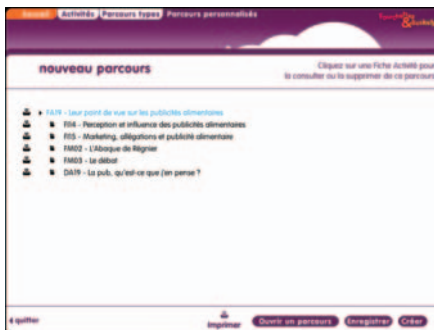 Accueil Activités Parcours types Parcours personnalisés
nouveau parcours
Cliquez sur une Fiche Activité pour
la consulter ou la supprimer de ce parcours
FA19 - Leur point de vue sur les publicités alimentaires
FI14 - Perception et influence des publicités alimentaires
FI15 - Marketing, allégations et publicité alimentaire
FM02 - L'Abaque de Régnier
FM03 - Le débat
DA19 - La pub, qu'est-ce que j'en pense ?
quitter
imprimer
Ouvrir un parcours Enregistrer Créer